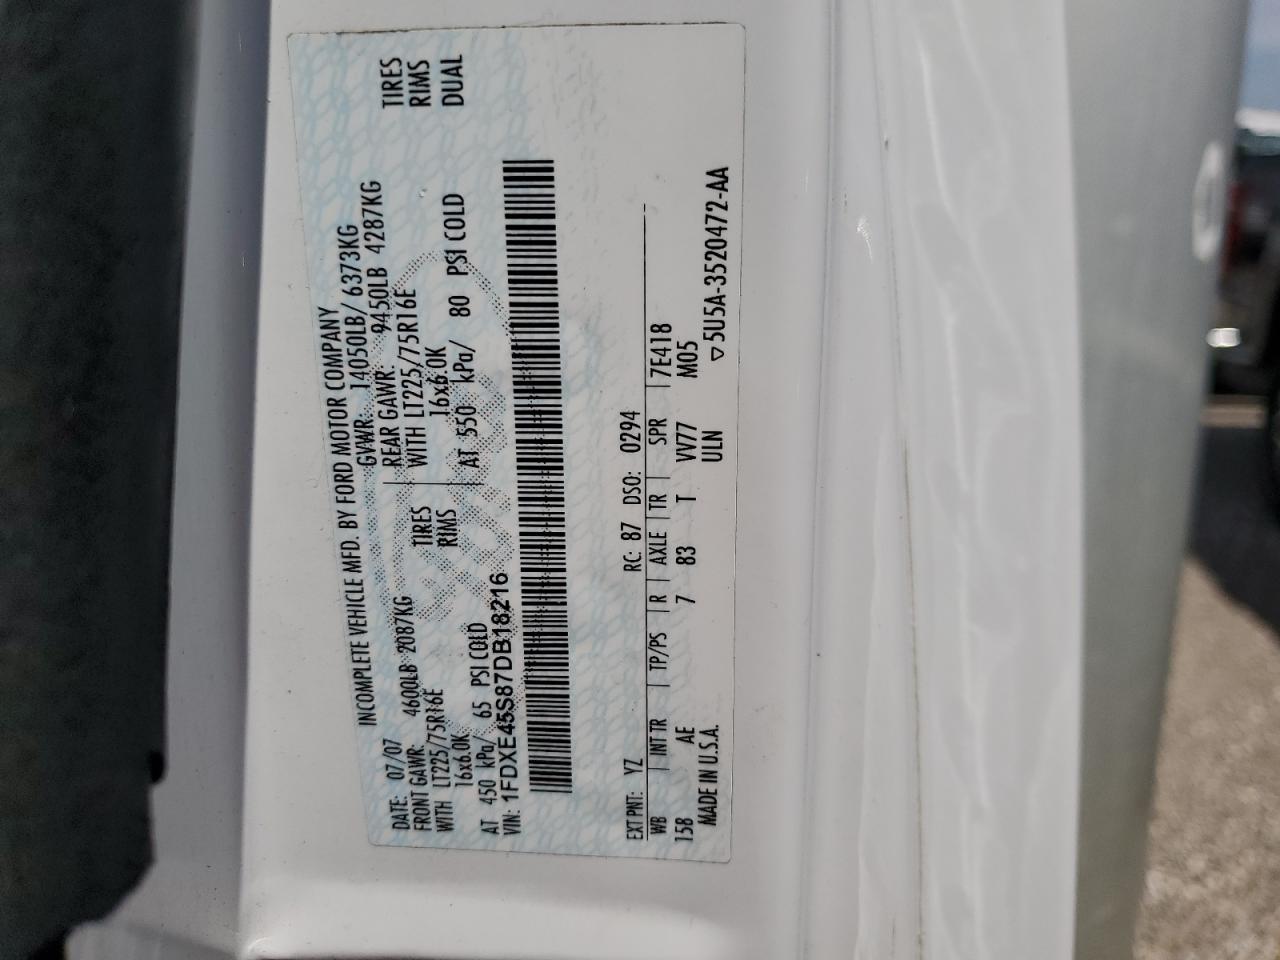 INCOMPLETE VEHICLE MFD. BY FORD MOTOR COMPANY
DATE: 07/07 GVWR: 14050LB/ 6373KG
FRONT GAWR: 4600LB 2087KG REAR GAWR: 9450LB 4287KG
WITH LT225/75R16E TIRES WITH LT225/75R16E TIRES
16x6.0K RIMS 16x6.0K RIMS
AT 450 kPa/ 65 PSI COLD AT 550 kPa/ 80 PSI COLD DUAL
VIN: 1FDXE45S87DB18216
EXT PNT: YZ RC: 87 DSO: 0294
WB | INT TR | TP/PS | R | AXLE | TR | SPR | 7E418
158 AE 7 83 T VV77 M05
MADE IN U.S.A. ULN ▽5U5A-3520472-AA